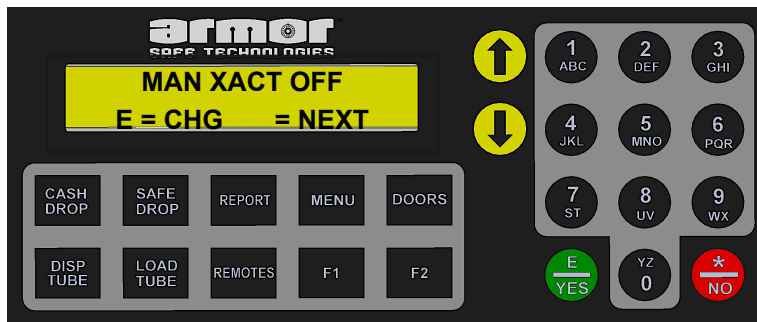 armor
SAFE TECHNOLOGIES
MAN XACT OFF
E = CHG = NEXT
CASH DROP
SAFE DROP
REPORT
MENU
DOORS
DISP TUBE
LOAD TUBE
REMOTES
F1
F2
1
ABC
2
DEF
3
GHI
4
JKL
5
MNO
6
PQR
7
ST
8
UV
9
WX
E
YES
YZ
0
*
NO